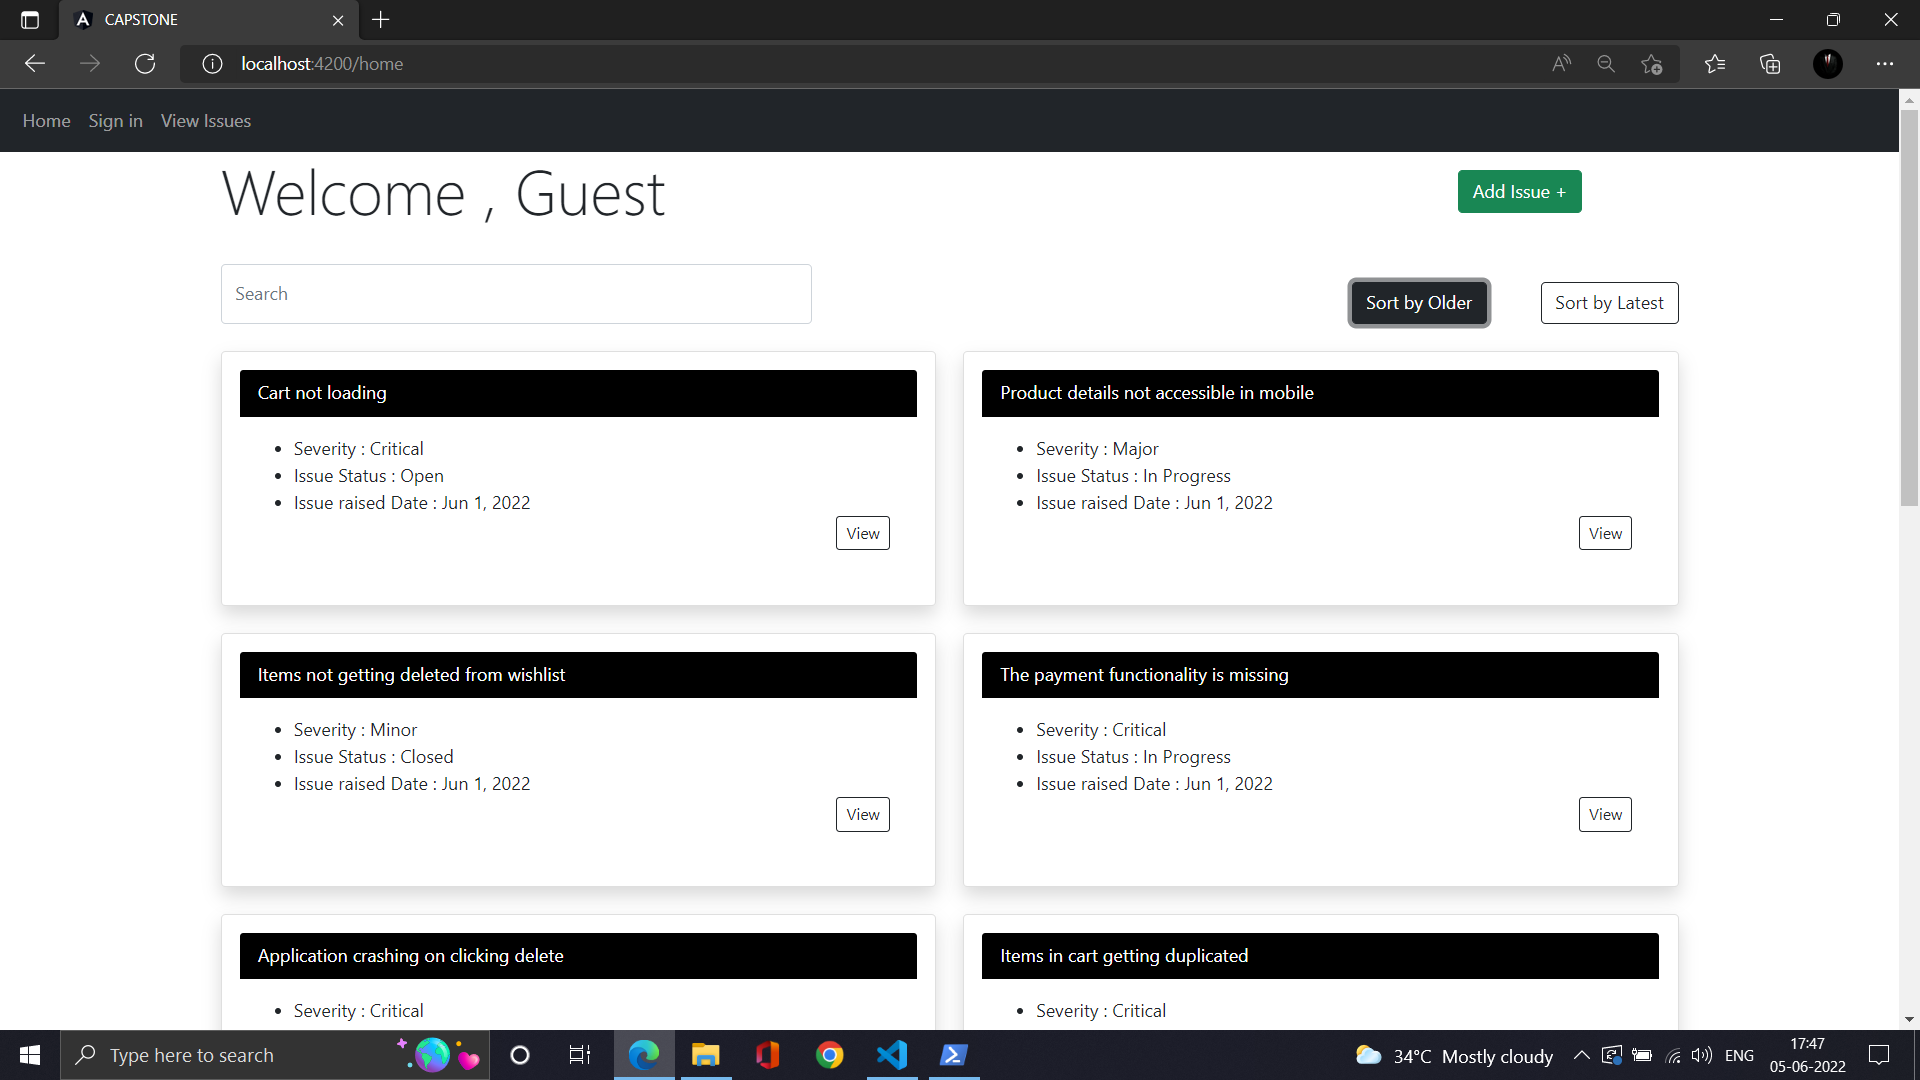 CAPSTONE
localhost:4200/home
Home Sign in View Issues
Welcome , Guest
Add Issue +
Search
Sort by Older
Sort by Latest
Cart not loading
Severity : Critical
Issue Status : Open
Issue raised Date : Jun 1, 2022
View
Product details not accessible in mobile
Severity : Major
Issue Status : In Progress
Issue raised Date : Jun 1, 2022
View
Items not getting deleted from wishlist
Severity : Minor
Issue Status : Closed
Issue raised Date : Jun 1, 2022
View
The payment functionality is missing
Severity : Critical
Issue Status : In Progress
Issue raised Date : Jun 1, 2022
View
Application crashing on clicking delete
Severity : Critical
Items in cart getting duplicated
Severity : Critical
Type here to search
34°C Mostly cloudy
ENG
17:47
05-06-2022